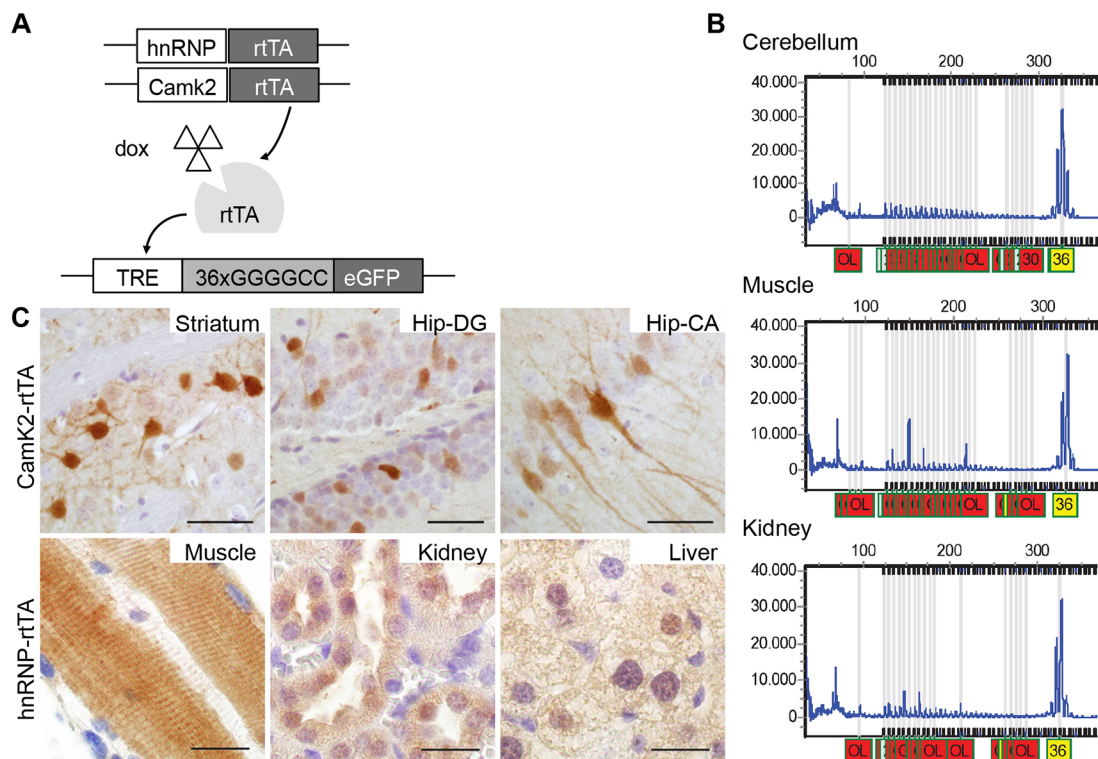 A
hnRNP rtTA
Camk2 rtTA
dox
rtTA
TRE 36xGGGGCC eGFP
B
Cerebellum
100 200 300
40.000
30.000
20.000
10.000
0
OL OL 30 36
Muscle
100 200 300
40.000
30.000
20.000
10.000
0
OL OL OL 36
Kidney
100 200 300
40.000
30.000
20.000
10.000
0
OL OL OL OL 36
C
CamK2-rtTA
Striatum Hip-DG Hip-CA
hnRNP-rtTA
Muscle Kidney Liver